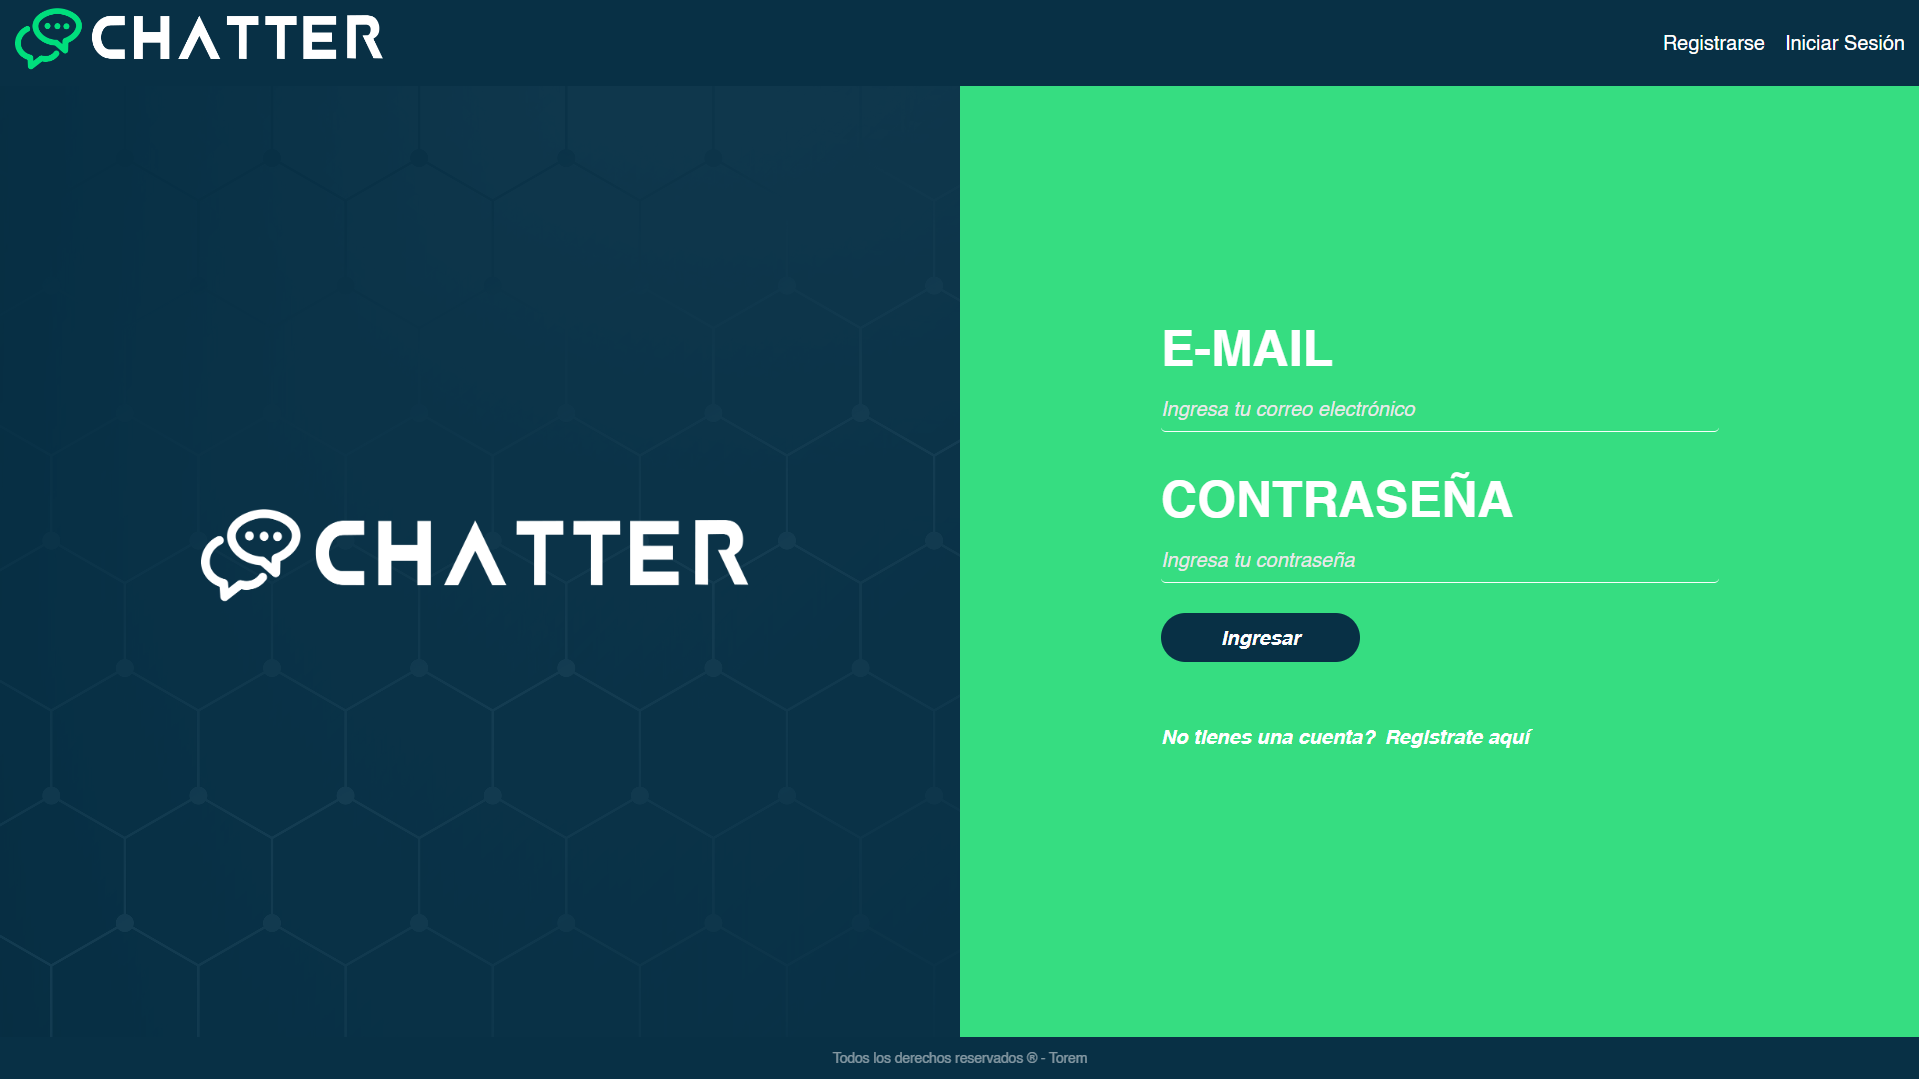 CHATTER
Registrarse Iniciar Sesión
CHATTER
E-MAIL
Ingresa tu correo electrónico
CONTRASEÑA
Ingresa tu contraseña
Ingresar
No tienes una cuenta? Registrate aquí
Todos los derechos reservados ® - Torem